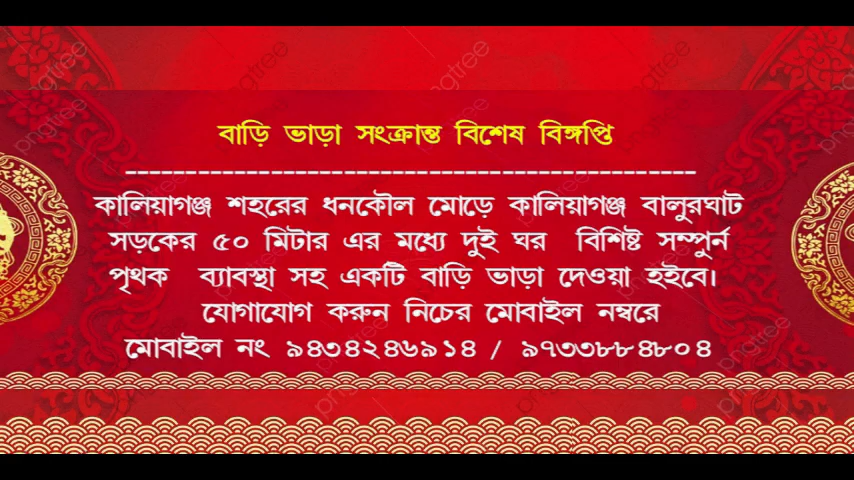 বাড়ি ভাড়া সংক্রান্ত বিশেষ বিঙ্গপ্তি
------------------------------------------------
কালিয়াগঞ্জ শহরের ধনকৌল মোড়ে কালিয়াগঞ্জ বালুরঘাট
সড়কের ৫০ মিটার এর মধ্যে দুই ঘর বিশিষ্ট সম্পুর্ন
পৃথক ব্যাবস্থা সহ একটি বাড়ি ভাড়া দেওয়া হইবে।
যোগাযোগ করুন নিচের মোবাইল নম্বরে
মোবাইল নং ৯৪৩৪২৪৬৯১৪ / ৯৭৩৩৮৮৪৮০৪